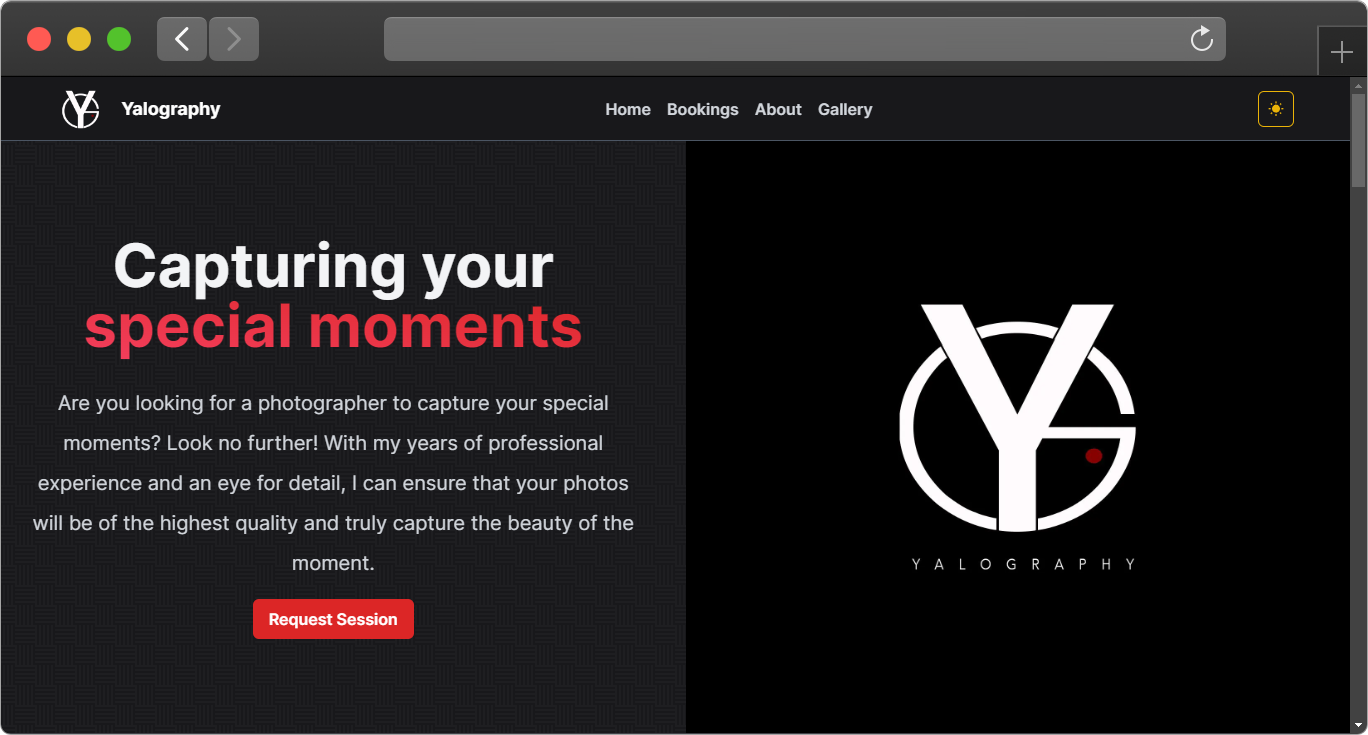 Yalography
Home Bookings About Gallery
Capturing your
special moments
Are you looking for a photographer to capture your special
moments? Look no further! With my years of professional
experience and an eye for detail, I can ensure that your photos
will be of the highest quality and truly capture the beauty of the
moment.
Request Session
YG
YALOGRAPHY